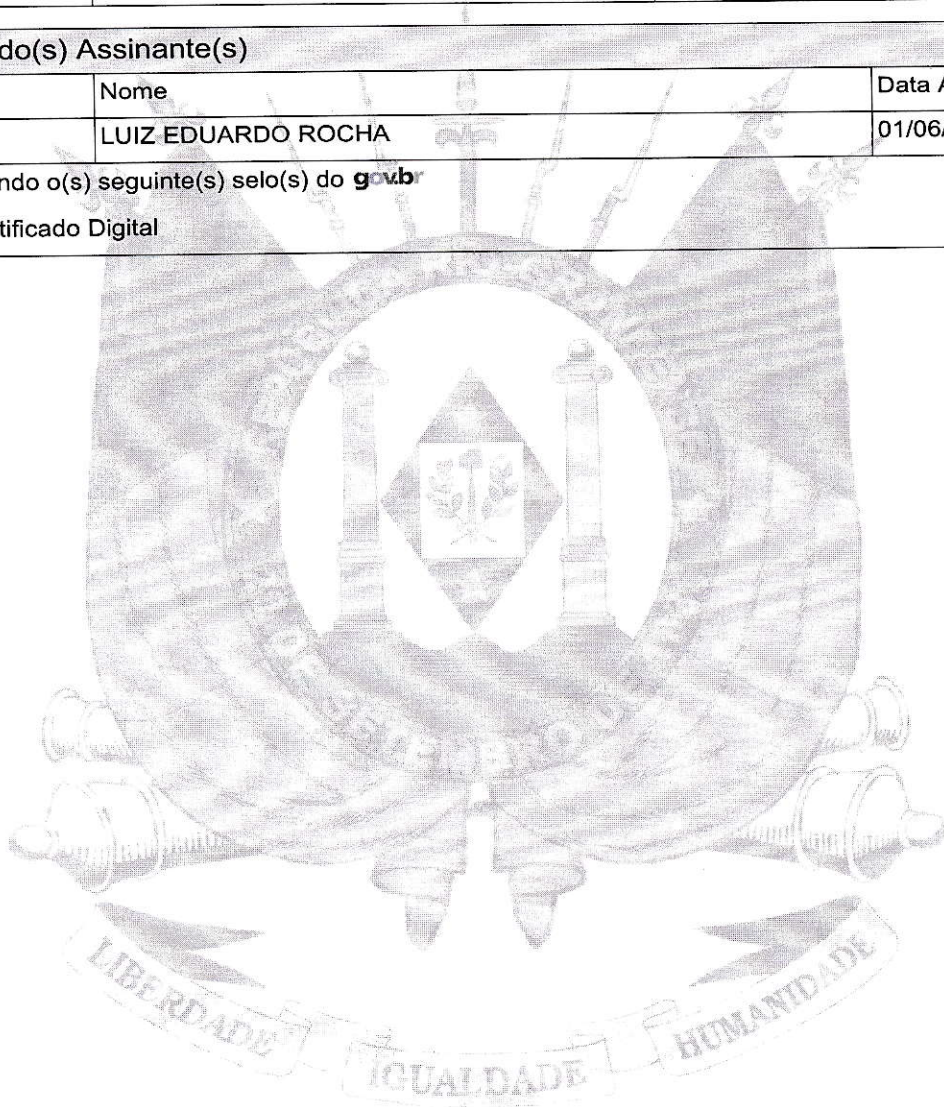 do(s) Assinante(s)
Nome Data A
LUIZ EDUARDO ROCHA 01/06/
ndo o(s) seguinte(s) selo(s) do gov.br
tificado Digital
LIBERDADE IGUALDADE HUMANIDADE